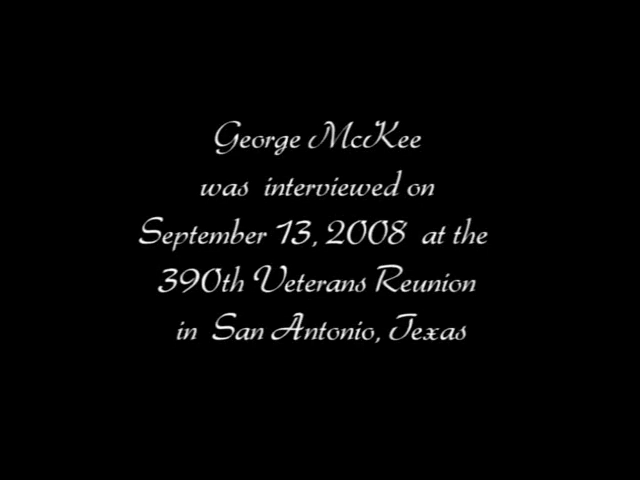 George McKee
was interviewed on
September 13, 2008 at the
390th Veterans Reunion
in San Antonio, Texas